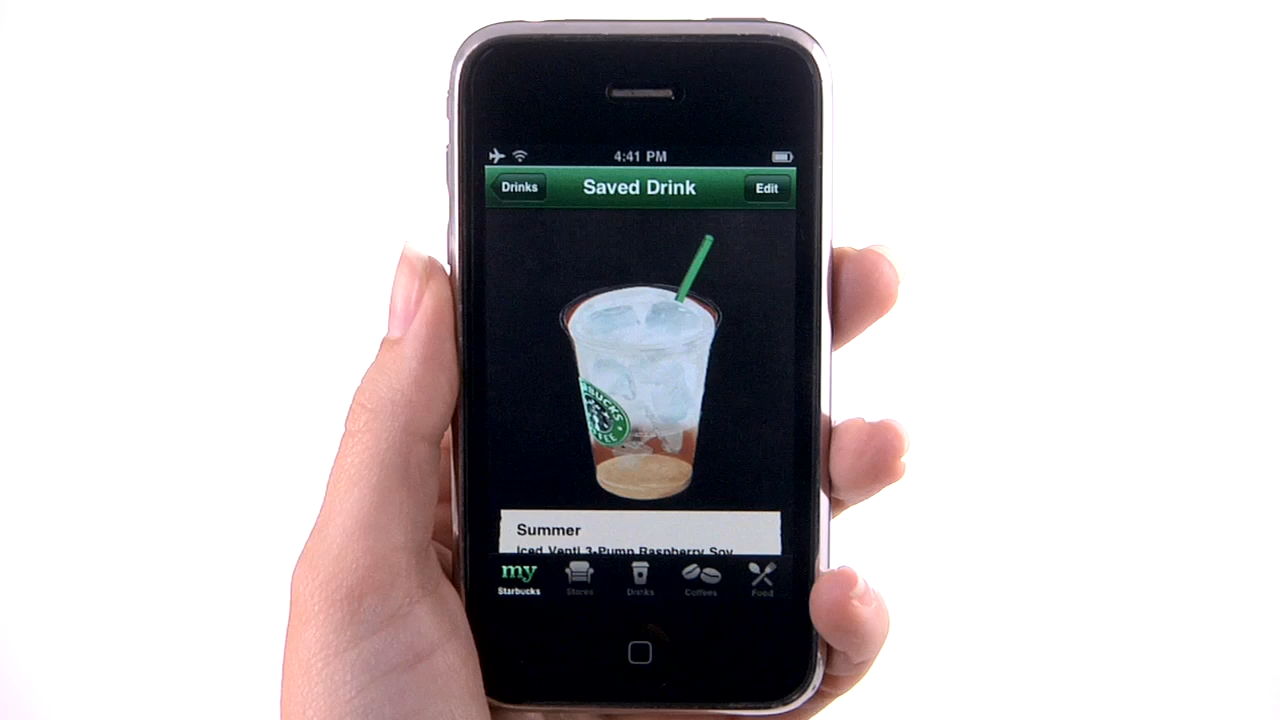 4:41 PM
Drinks
Saved Drink
Edit
STARBUCKS
COFFEE
Summer
Iced Venti 3-Pump Raspberry Soy
my
Starbucks
Stores
Drinks
Coffees
Food